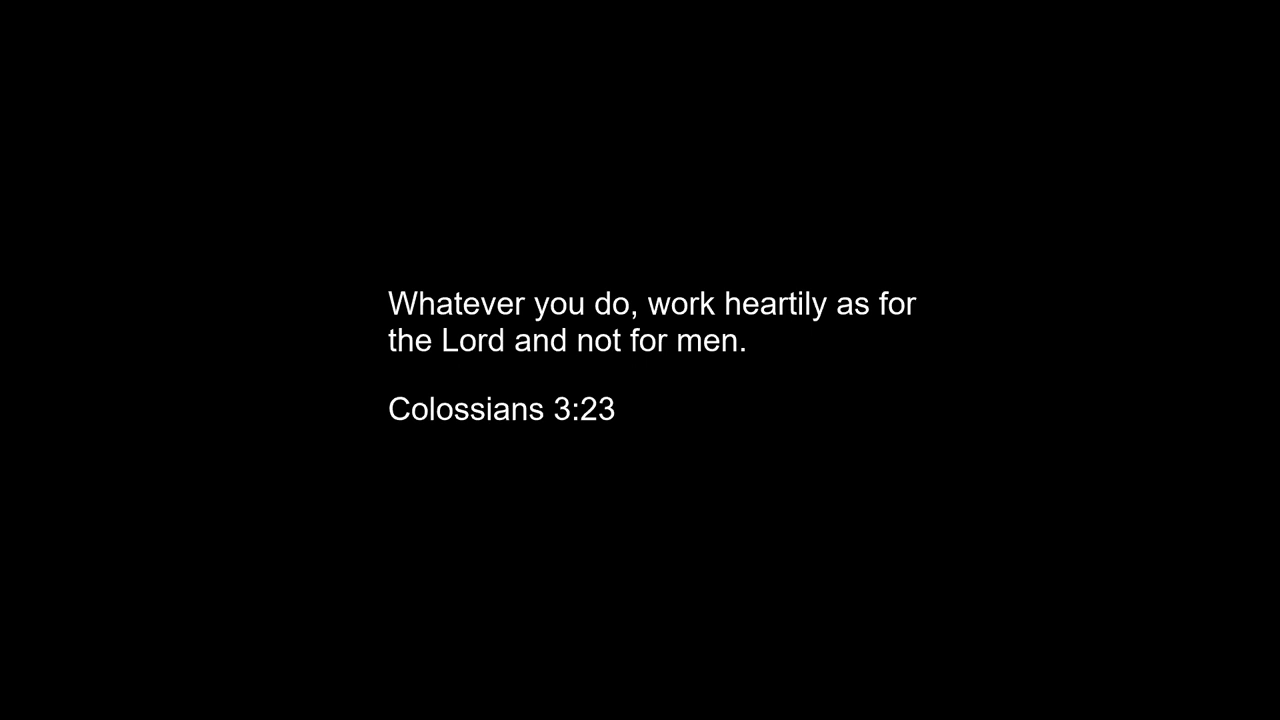 Whatever you do, work heartily as for
the Lord and not for men.
Colossians 3:23